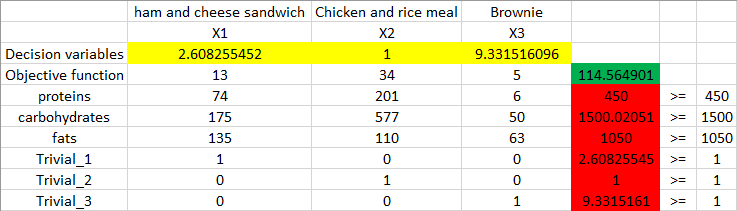 ham and cheese sandwich Chicken and rice meal Brownie
X1 X2 X3
Decision variables 2.608255452 1 9.331516096
Objective function 13 34 5 114.564901
proteins 74 201 6 450 >= 450
carbohydrates 175 577 50 1500.02051 >= 1500
fats 135 110 63 1050 >= 1050
Trivial_1 1 0 0 2.60825545 >= 1
Trivial_2 0 1 0 1 >= 1
Trivial_3 0 0 1 9.3315161 >= 1